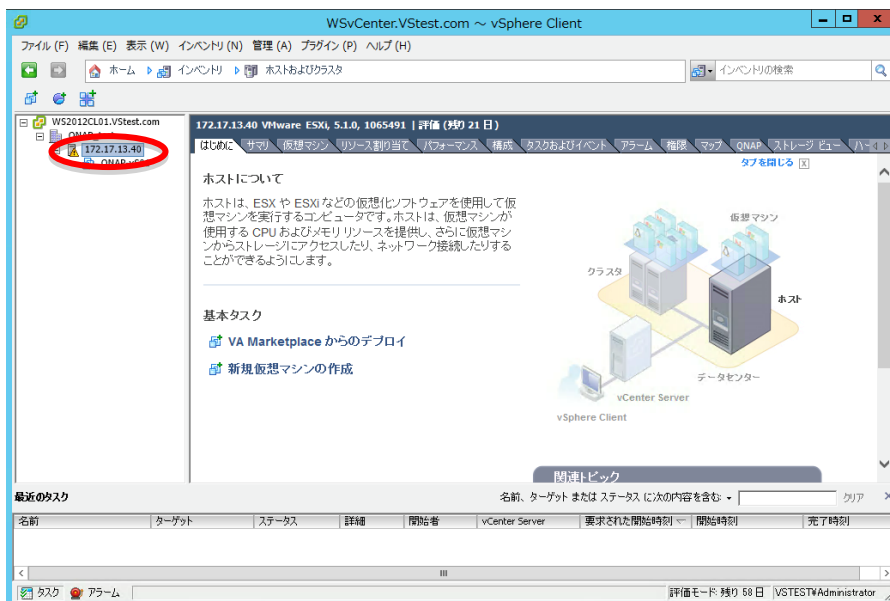 WSvCenter.VStest.com ～ vSphere Client
ファイル (F) 編集 (E) 表示 (W) インベントリ (N) 管理 (A) プラグイン (P) ヘルプ (H)
ホーム インベントリ ホストおよびクラスタ インベントリの検索
WS2012CL01.VStest.com
172.17.13.40
172.17.13.40 VMware ESXi, 5.1.0, 1065491 | 評価 (残り 21 日)
はじめに サマリ 仮想マシン リソース割り当て パフォーマンス 構成 タスクおよびイベント アラーム 権限 マップ QNAP ストレージ ビュー ハー
タブを閉じる
ホストについて
ホストは、ESX や ESXi などの仮想化ソフトウェアを使用して仮
想マシンを実行するコンピュータです。ホストは、仮想マシンが
使用する CPU およびメモリ リソースを提供し、さらに仮想マシ
ンからストレージにアクセスしたり、ネットワーク接続したりする
ことができるようにします。
基本タスク
VA Marketplace からのデプロイ
新規仮想マシンの作成
仮想マシン
クラスタ
ホスト
データセンター
vCenter Server
vSphere Client
関連トピック
最近のタスク 名前、ターゲット または ステータス に次の内容を含む: クリア
名前 ターゲット ステータス 詳細 開始者 vCenter Server 要求された開始時刻 開始時刻 完了時刻
タスク アラーム 評価モード: 残り 58 日 VSTEST¥Administrator